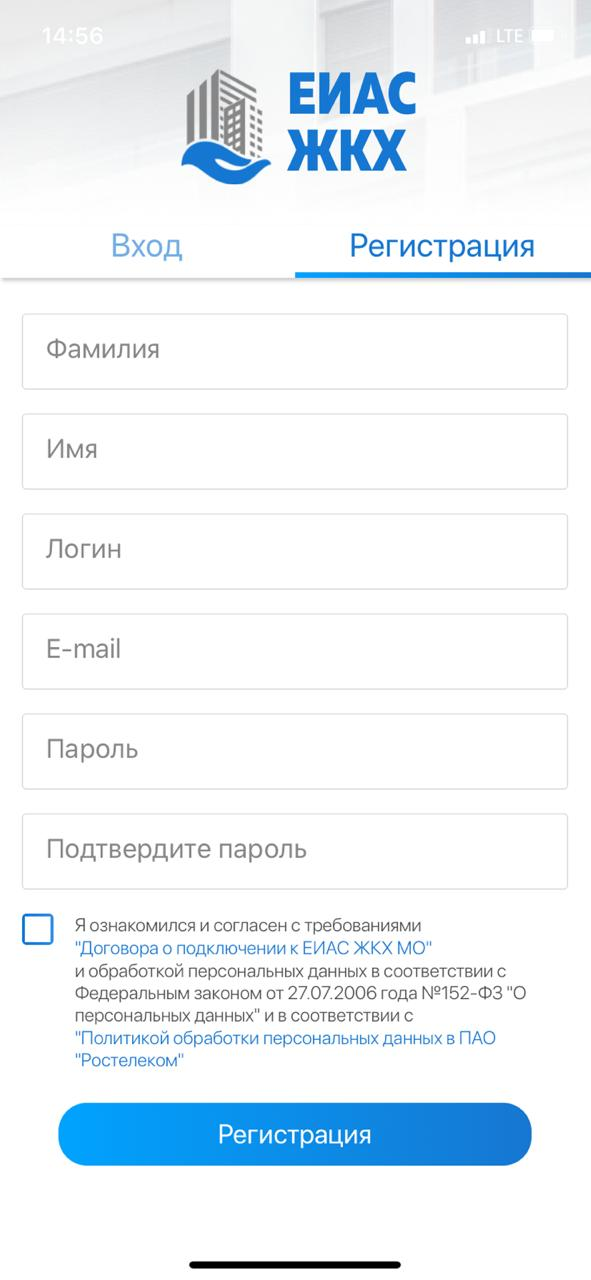 14:56
LTE
ЕИАС
ЖКХ
Вход
Регистрация
Фамилия
Имя
Логин
E-mail
Пароль
Подтвердите пароль
Я ознакомился и согласен с требованиями
"Договора о подключении к ЕИАС ЖКХ МО"
и обработкой персональных данных в соответствии с
Федеральным законом от 27.07.2006 года №152-ФЗ "О
персональных данных" и в соответствии с
"Политикой обработки персональных данных в ПАО
"Ростелеком"
Регистрация